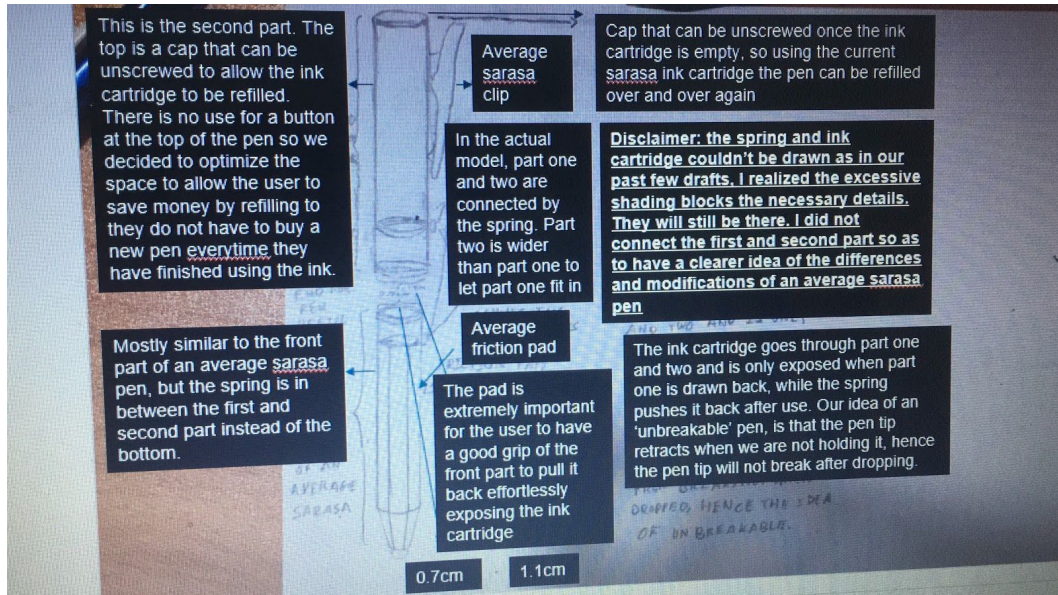 This is the second part. The
top is a cap that can be
unscrewed to allow the ink
cartridge to be refilled.
There is no use for a button
at the top of the pen so we
decided to optimize the
space to allow the user to
save money by refilling to
they do not have to buy a
new pen everytime they
have finished using the ink.
Average
sarasa
clip
Cap that can be unscrewed once the ink
cartridge is empty, so using the current
sarasa ink cartridge the pen can be refilled
over and over again
In the actual
model, part one
and two are
connected by
the spring. Part
two is wider
than part one to
let part one fit in
Disclaimer: the spring and ink
cartridge couldn't be drawn as in our
past few drafts, I realized the excessive
shading blocks the necessary details.
They will still be there. I did not
connect the first and second part so as
to have a clearer idea of the differences
and modifications of an average sarasa
pen
AND TWO AND
Mostly similar to the front
part of an average sarasa
pen, but the spring is in
between the first and
second part instead of the
bottom.
OF AN
AVERAGE
SARASA
Average
friction pad
The pad is
extremely important
for the user to have
a good grip of the
front part to pull it
back effortlessly
exposing the ink
cartridge
The ink cartridge goes through part one
and two and is only exposed when part
one is drawn back, while the spring
pushes it back after use. Our idea of an
'unbreakable' pen, is that the pen tip
retracts when we are not holding it, hence
the pen tip will not break after dropping.
DROPPED, HENCE THE IDEA
OF UNBREAKABLE.
0.7cm
1.1cm